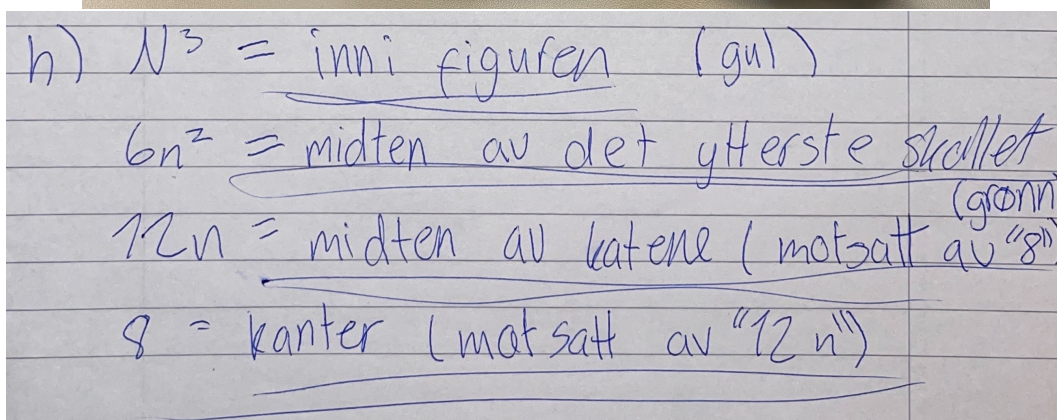 h) N³ = inni figuren (gul)
6n² = midten av det ytterste skallet
(grønn
12n = midten av katene (motsatt av "8")
8 = kanter (motsatt av "12n")